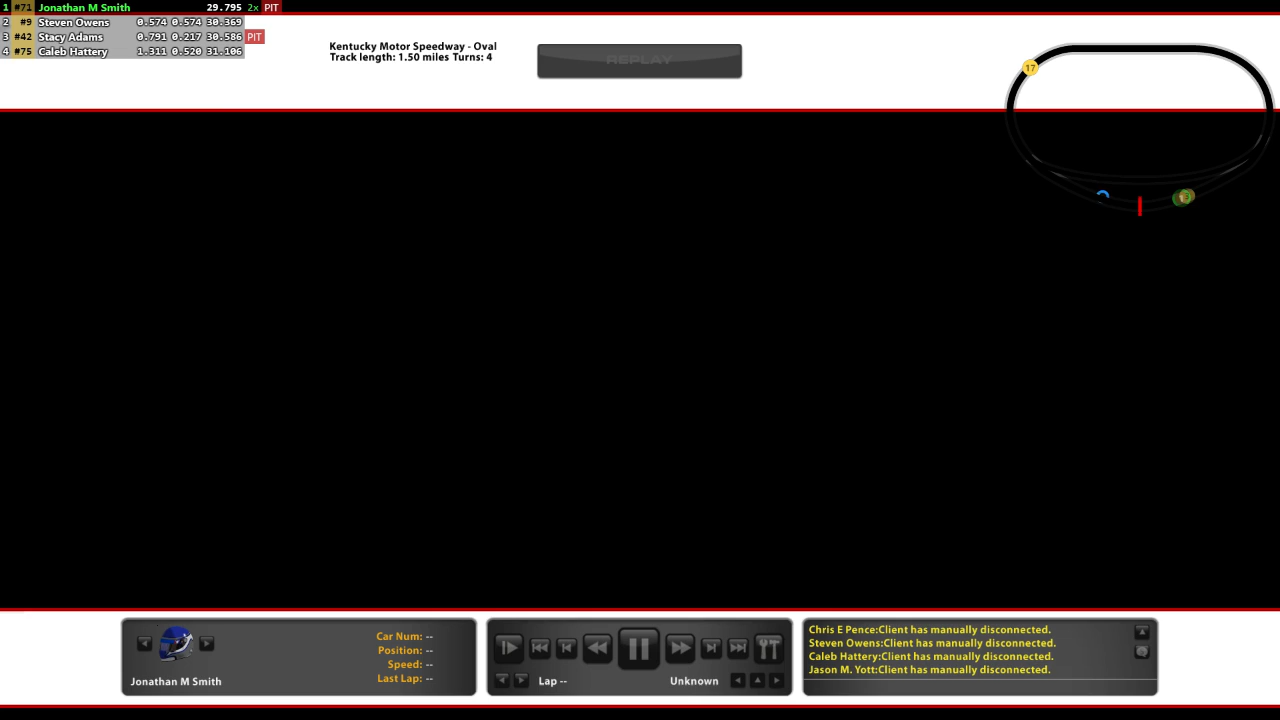 1 #71 Jonathan M Smith 29.795 2x PIT
2 #9 Steven Owens 0.574 0.574 30.369
3 #42 Stacy Adams 0.791 0.217 30.586 PIT
4 #75 Caleb Hattery 1.311 0.520 31.106
Kentucky Motor Speedway - Oval
Track length: 1.50 miles Turns: 4
REPLAY
17
Jonathan M Smith
Car Num: --
Position: --
Speed: --
Last Lap: --
Lap --
Unknown
Chris E Pence:Client has manually disconnected.
Steven Owens:Client has manually disconnected.
Caleb Hattery:Client has manually disconnected.
Jason M. Yott:Client has manually disconnected.